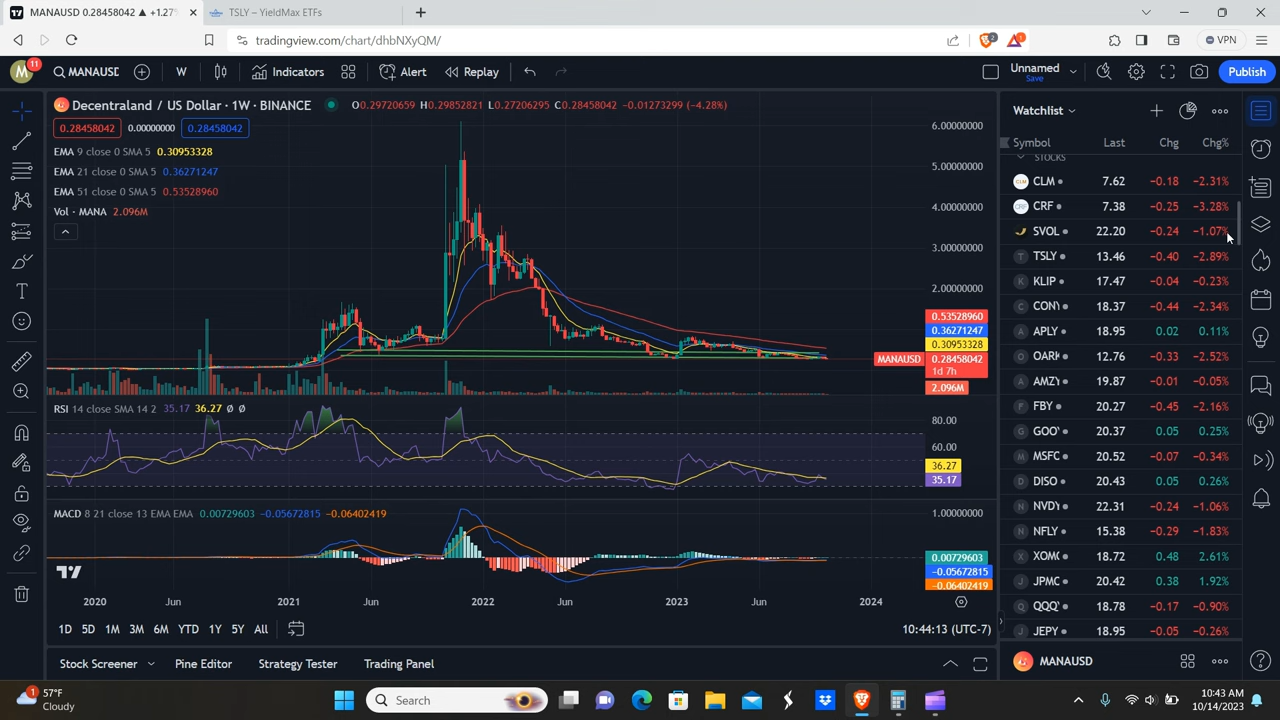 MANAUSD 0.28458042 ▲ +1.27%
TSLY – YieldMax ETFs
tradingview.com/chart/dhbNXyQM/
2
1
VPN
M 11
MANAUSD
W
Indicators
Alert
Replay
Unnamed
Save
Publish
Decentraland / US Dollar · 1W · BINANCE
O0.29720659 H0.29852821 L0.27206295 C0.28458042 −0.01273299 (−4.28%)
0.28458042
0.00000000
0.28458042
EMA 9 close 0 SMA 5 0.30953328
EMA 21 close 0 SMA 5 0.36271247
EMA 51 close 0 SMA 5 0.53528960
Vol · MANA 2.096M
6.00000000
5.00000000
4.00000000
3.00000000
2.00000000
0.53528960
0.36271247
0.30953328
MANAUSD 0.28458042
1d 7h
2.096M
RSI 14 close SMA 14 2 35.17 36.27 Ø Ø
80.00
60.00
36.27
35.17
MACD 8 21 close 13 EMA EMA 0.00729603 −0.05672815 −0.06402419
1.00000000
0.00729603
−0.05672815
−0.06402419
2020 Jun 2021 Jun 2022 Jun 2023 Jun 2024
1D 5D 1M 3M 6M YTD 1Y 5Y All
10:44:13 (UTC-7)
Stock Screener
Pine Editor
Strategy Tester
Trading Panel
Watchlist
Symbol Last Chg Chg%
STOCKS
CLM 7.62 −0.18 −2.31%
CRF 7.38 −0.25 −3.28%
SVOL 22.20 −0.24 −1.07%
TSLY 13.46 −0.40 −2.89%
KLIP 17.47 −0.04 −0.23%
CONY 18.37 −0.44 −2.34%
APLY 18.95 0.02 0.11%
OARK 12.76 −0.33 −2.52%
AMZY 19.87 −0.01 −0.05%
FBY 20.27 −0.45 −2.16%
GOOY 20.37 0.05 0.25%
MSFO 20.52 −0.07 −0.34%
DISO 20.43 0.05 0.26%
NVDY 22.31 −0.24 −1.06%
NFLY 15.38 −0.29 −1.83%
XOMO 18.72 0.48 2.61%
JPMO 20.42 0.38 1.92%
QQQY 18.78 −0.17 −0.90%
JEPY 18.95 −0.05 −0.26%
MANAUSD
1
57°F
Cloudy
Search
10:43 AM
10/14/2023